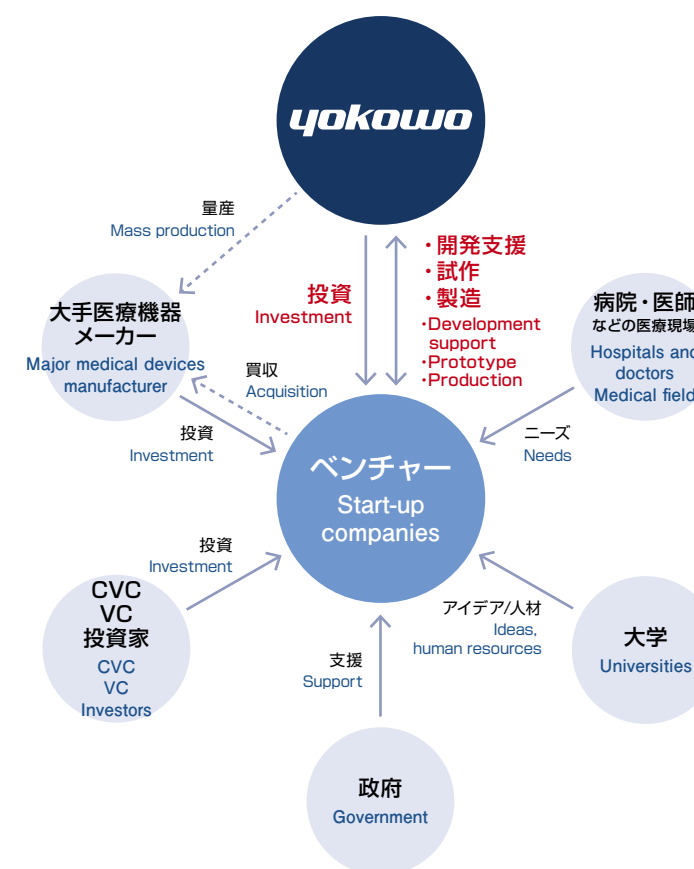 yokowo
量産
Mass production
・開発支援
・試作
・製造
・Development
support
・Prototype
・Production
投資
Investment
大手医療機器
メーカー
Major medical devices
manufacturer
病院・医師
などの医療現場
Hospitals and
doctors
Medical field
買収
Acquisition
投資
Investment
ニーズ
Needs
ベンチャー
Start-up
companies
投資
Investment
CVC
VC
投資家
CVC
VC
Investors
アイデア/人材
Ideas,
human resources
大学
Universities
支援
Support
政府
Government